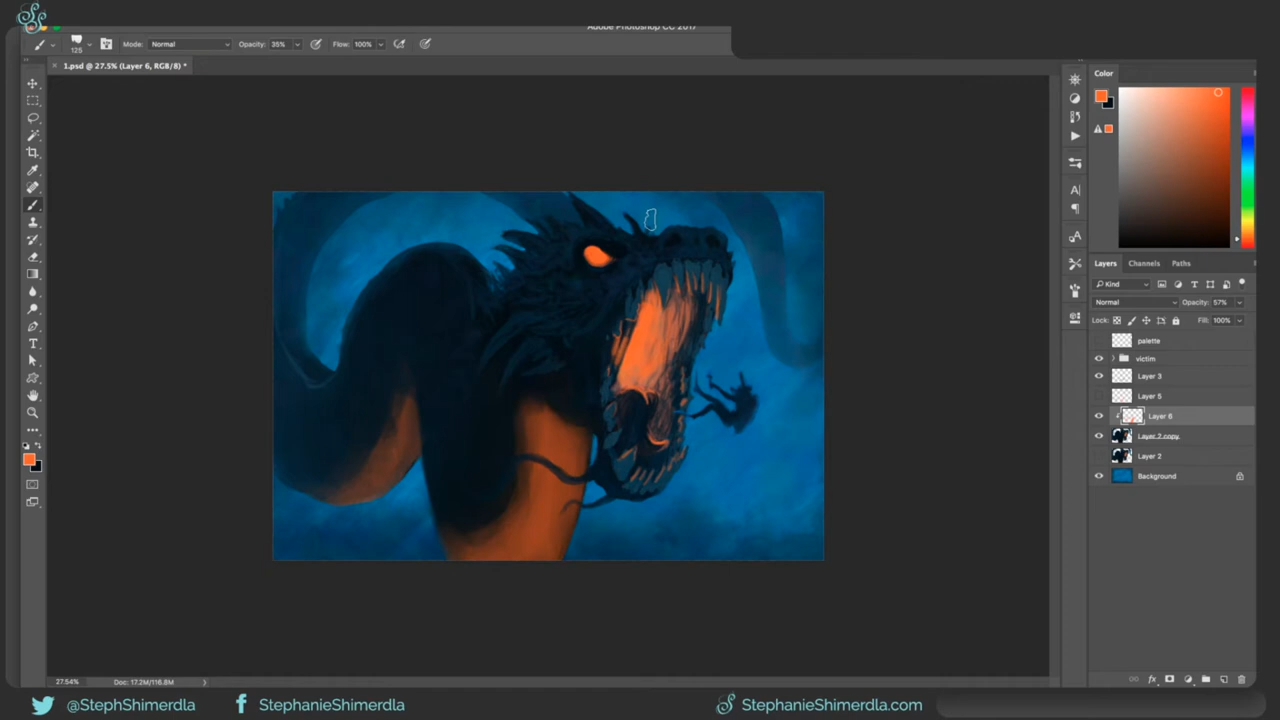 Adobe Photoshop CC 2017
125
Mode: Normal
Opacity: 35%
Flow: 100%
1.psd @ 27.5% (Layer 6, RGB/8) *
Color
Layers Channels Paths
Kind
Normal
Opacity: 57%
Lock:
Fill: 100%
palette
victim
Layer 3
Layer 5
Layer 6
Layer 2 copy
Layer 2
Background
27.54%
Doc: 17.2M/116.8M
@StephShimerdla
StephanieShimerdla
StephanieShimerdla.com